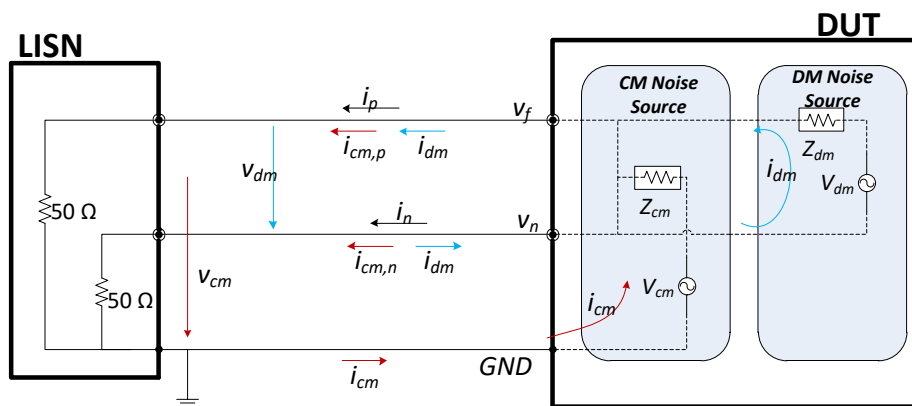 LISN
DUT
CM Noise
Source
DM Noise
Source
i_p
v_f
i_cm,p
i_dm
Z_dm
v_dm
i_dm
V_dm
50 Ω
Z_cm
i_n
v_n
i_cm,n
i_dm
v_cm
50 Ω
V_cm
i_cm
GND
i_cm